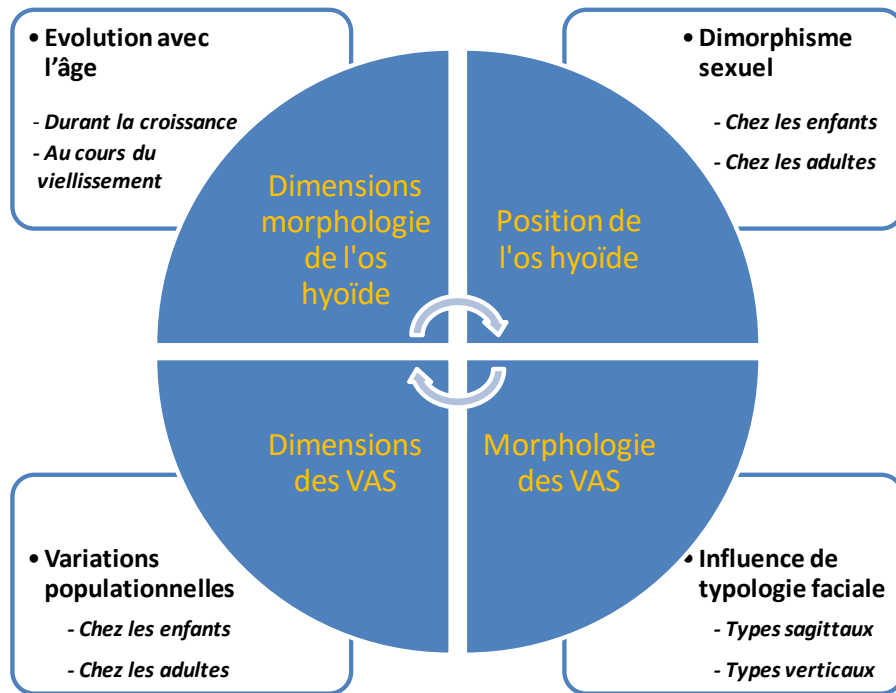 • Evolution avec
l'âge
- Durant la croissance
- Au cours du
viellissement
• Dimorphisme
sexuel
- Chez les enfants
- Chez les adultes
Dimensions
morphologie
de l'os
hyoïde
Position de
l'os hyoïde
Dimensions
des VAS
Morphologie
des VAS
• Variations
populationnelles
- Chez les enfants
- Chez les adultes
• Influence de
typologie faciale
- Types sagittaux
- Types verticaux